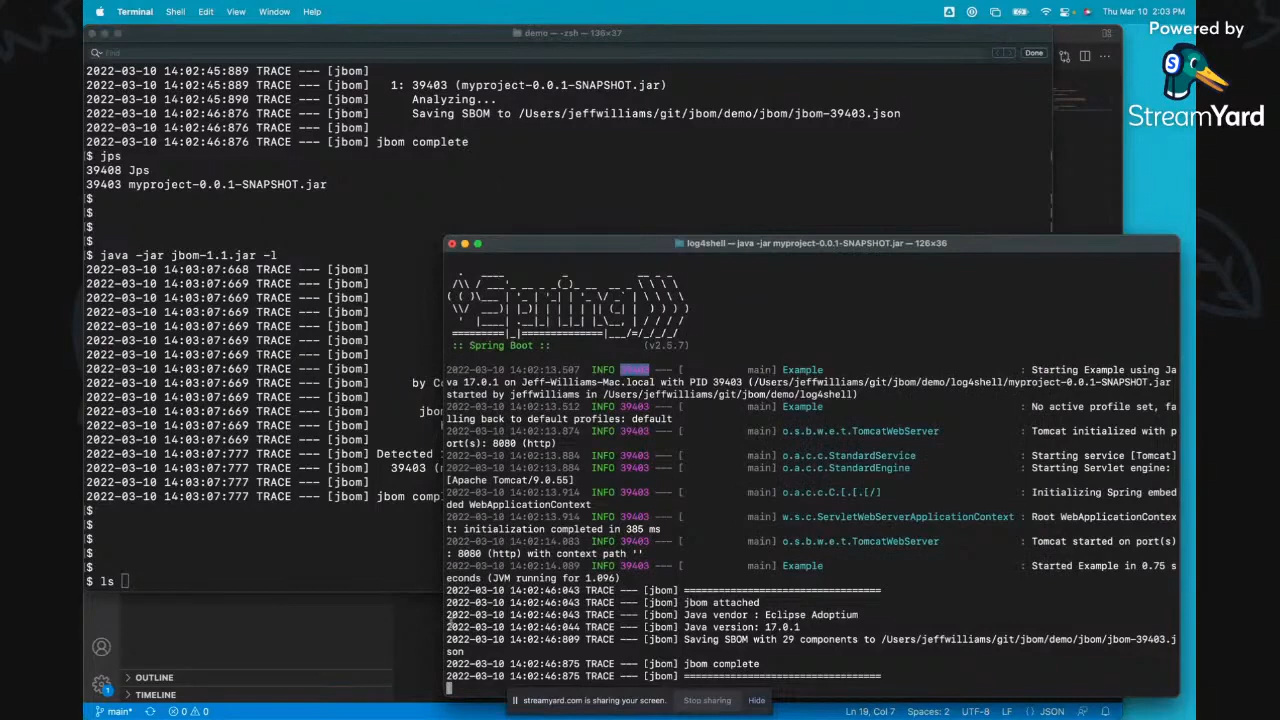 Terminal Shell Edit View Window Help Thu Mar 10 2:03 PM
Powered by
StreamYard
demo — -zsh — 136×37
Find Done
2022-03-10 14:02:45:889 TRACE --- [jbom]
2022-03-10 14:02:45:889 TRACE --- [jbom] 1: 39403 (myproject-0.0.1-SNAPSHOT.jar)
2022-03-10 14:02:45:890 TRACE --- [jbom] Analyzing...
2022-03-10 14:02:46:876 TRACE --- [jbom] Saving SBOM to /Users/jeffwilliams/git/jbom/demo/jbom/jbom-39403.json
2022-03-10 14:02:46:876 TRACE --- [jbom]
2022-03-10 14:02:46:876 TRACE --- [jbom] jbom complete
$ jps
39408 Jps
39403 myproject-0.0.1-SNAPSHOT.jar
$
$
$
$
$ java -jar jbom-1.1.jar -l
2022-03-10 14:03:07:668 TRACE --- [jbom]
2022-03-10 14:03:07:769 TRACE --- [jbom]
2022-03-10 14:03:07:769 TRACE --- [jbom]
2022-03-10 14:03:07:769 TRACE --- [jbom]
2022-03-10 14:03:07:769 TRACE --- [jbom]
2022-03-10 14:03:07:769 TRACE --- [jbom]
2022-03-10 14:03:07:769 TRACE --- [jbom]
2022-03-10 14:03:07:769 TRACE --- [jbom]
2022-03-10 14:03:07:769 TRACE --- [jbom] by Co
2022-03-10 14:03:07:769 TRACE --- [jbom]
2022-03-10 14:03:07:769 TRACE --- [jbom] jbom
2022-03-10 14:03:07:769 TRACE --- [jbom]
2022-03-10 14:03:07:769 TRACE --- [jbom]
2022-03-10 14:03:07:777 TRACE --- [jbom] Detected
2022-03-10 14:03:07:777 TRACE --- [jbom] 39403 (
2022-03-10 14:03:07:777 TRACE --- [jbom]
2022-03-10 14:03:07:777 TRACE --- [jbom] jbom comp
$
$
$
$
$
$ ls
log4shell — java -jar myproject-0.0.1-SNAPSHOT.jar — 126×36
Spring
:: Spring Boot :: (v2.5.7)
2022-03-10 14:02:13.507 INFO 39403 --- [ main] Example : Starting Example using Ja
va 17.0.1 on Jeff-Williams-Mac.local with PID 39403 (/Users/jeffwilliams/git/jbom/demo/log4shell/myproject-0.0.1-SNAPSHOT.jar
started by jeffwilliams in /Users/jeffwilliams/git/jbom/demo/log4shell)
2022-03-10 14:02:13.512 INFO 39403 --- [ main] Example : No active profile set, fa
lling back to default profiles: default
2022-03-10 14:02:13.874 INFO 39403 --- [ main] o.s.b.w.e.t.TomcatWebServer : Tomcat initialized with p
ort(s): 8080 (http)
2022-03-10 14:02:13.884 INFO 39403 --- [ main] o.a.c.c.StandardService : Starting service [Tomcat]
2022-03-10 14:02:13.884 INFO 39403 --- [ main] o.a.c.c.StandardEngine : Starting Servlet engine:
[Apache Tomcat/9.0.55]
2022-03-10 14:02:13.914 INFO 39403 --- [ main] o.a.c.c.C.[.[.[/] : Initializing Spring embed
ded WebApplicationContext
2022-03-10 14:02:13.914 INFO 39403 --- [ main] w.s.c.ServletWebServerApplicationContext : Root WebApplicationContex
t: initialization completed in 385 ms
2022-03-10 14:02:14.083 INFO 39403 --- [ main] o.s.b.w.e.t.TomcatWebServer : Tomcat started on port(s)
: 8080 (http) with context path ''
2022-03-10 14:02:14.089 INFO 39403 --- [ main] Example : Started Example in 0.75 s
econds (JVM running for 1.096)
2022-03-10 14:02:46:043 TRACE --- [jbom] ==================================
2022-03-10 14:02:46:043 TRACE --- [jbom] jbom attached
2022-03-10 14:02:46:043 TRACE --- [jbom] Java vendor : Eclipse Adoptium
2022-03-10 14:02:46:044 TRACE --- [jbom] Java version: 17.0.1
2022-03-10 14:02:46:809 TRACE --- [jbom] Saving SBOM with 29 components to /Users/jeffwilliams/git/jbom/demo/jbom/jbom-39403.j
son
2022-03-10 14:02:46:875 TRACE --- [jbom] jbom complete
2022-03-10 14:02:46:875 TRACE --- [jbom] ==================================
OUTLINE
TIMELINE
1
streamyard.com is sharing your screen. Stop sharing Hide
main* 0 0 Ln 19, Col 7 Spaces: 2 UTF-8 LF {} JSON